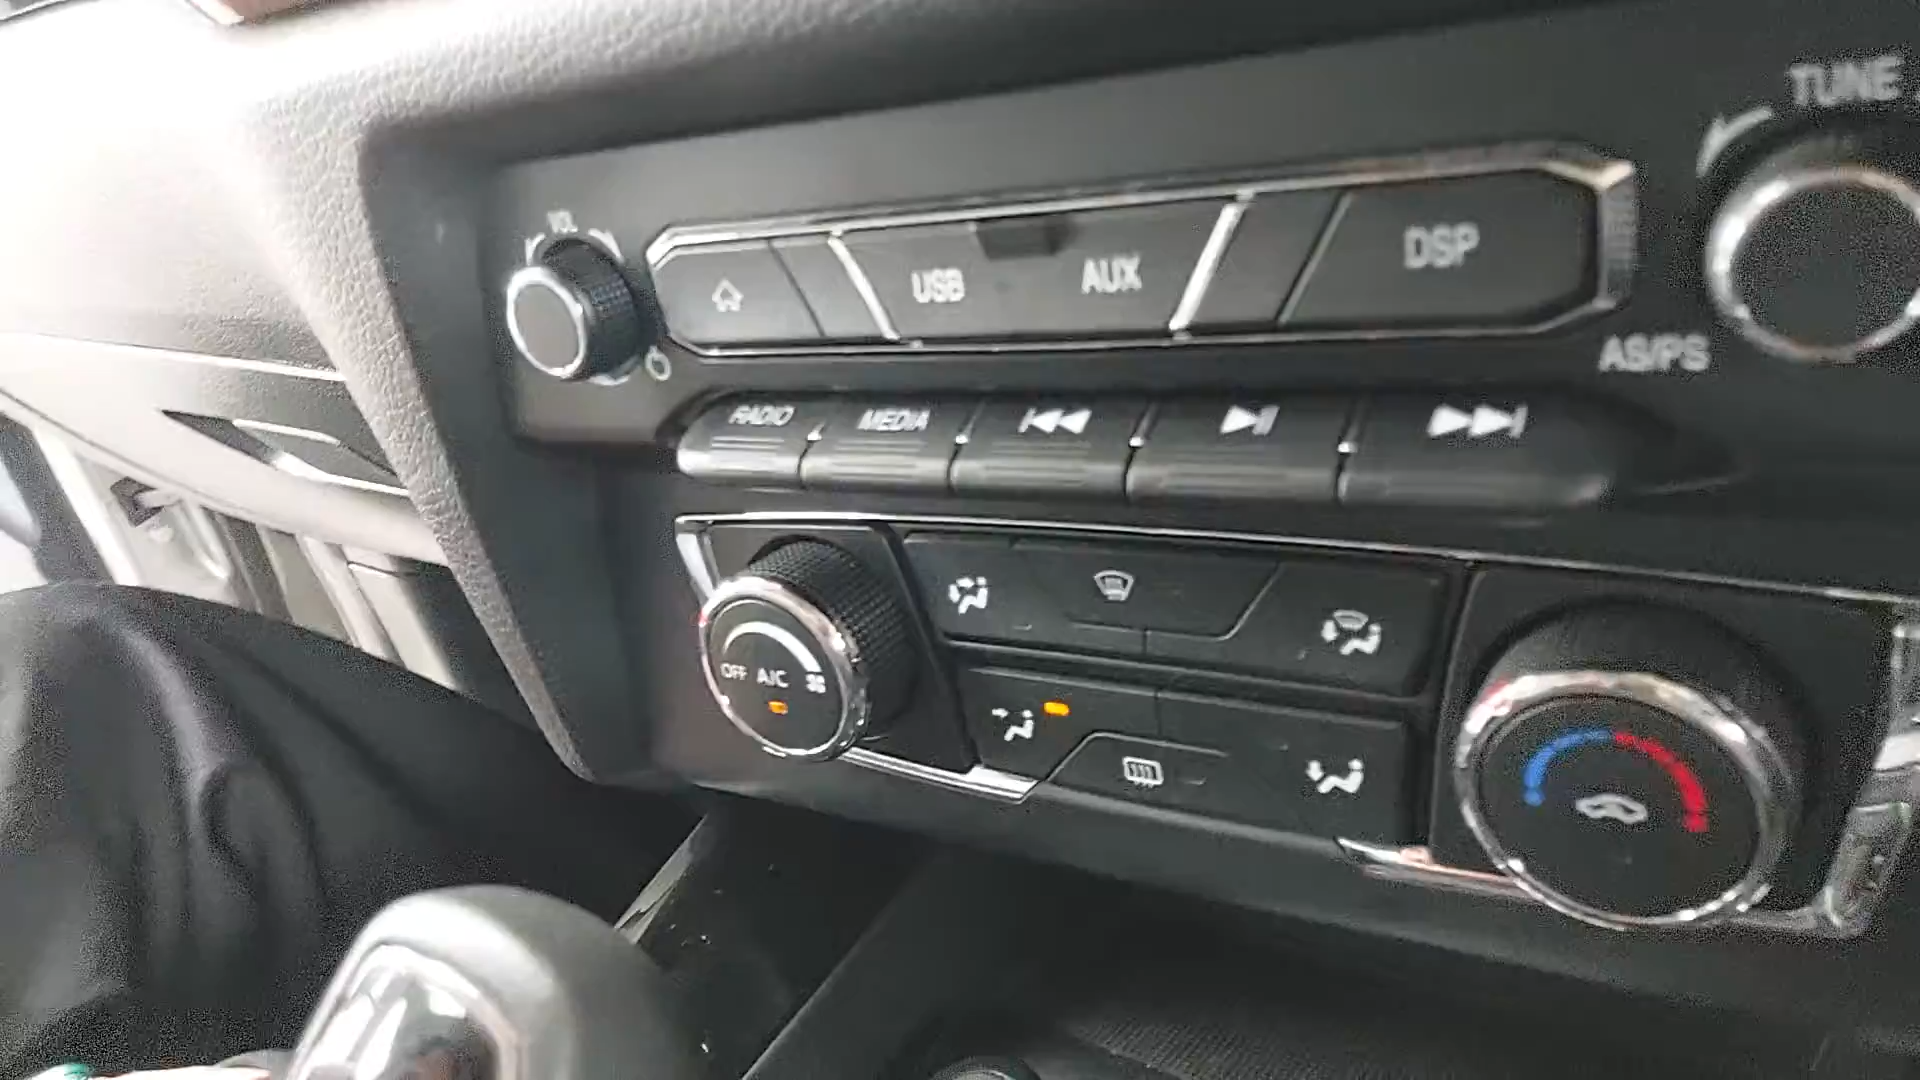 TUNE
VOL
USB AUX DSP
AS/PS
RADIO MEDIA
OFF A/C